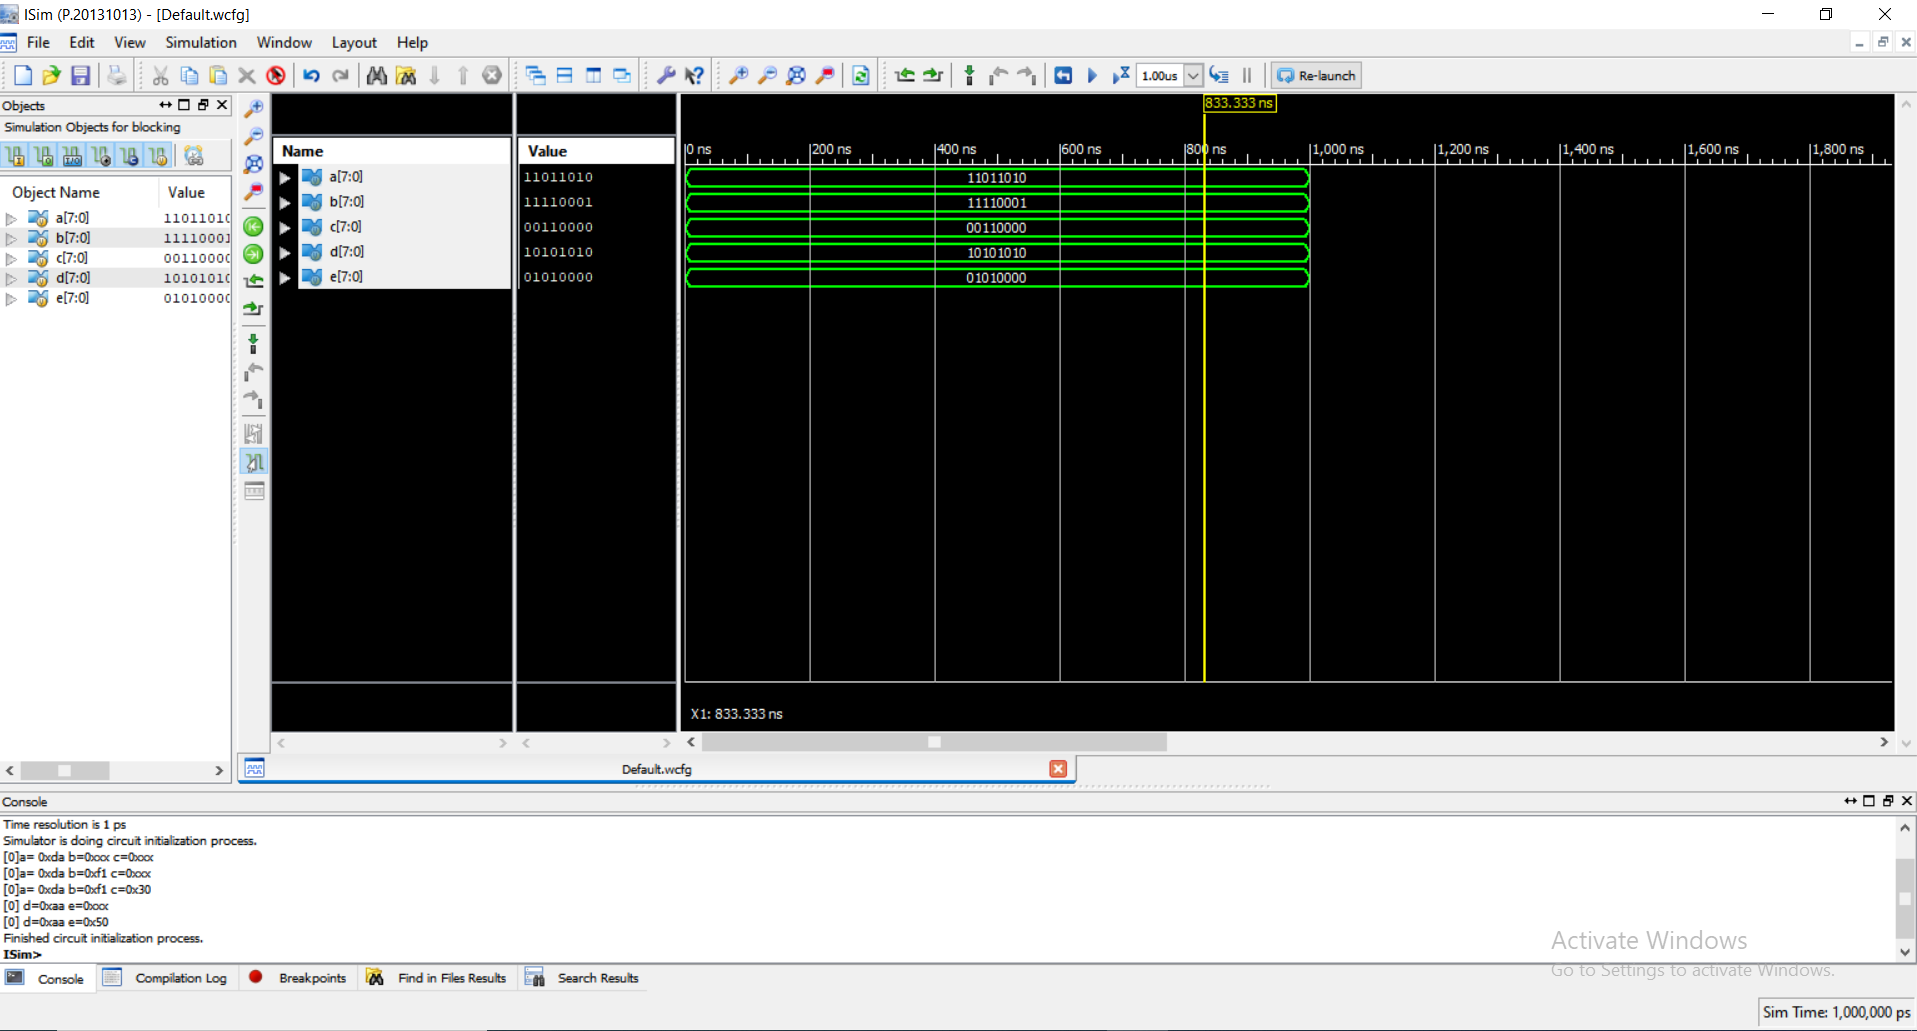 ISim (P.20131013) - [Default.wcfg]
File Edit View Simulation Window Layout Help
1.00us Re-launch
Objects
Simulation Objects for blocking
Object Name Value
a[7:0] 1101101
b[7:0] 1111000
c[7:0] 0011000
d[7:0] 1010101
e[7:0] 0101000
Name Value
a[7:0] 11011010
b[7:0] 11110001
c[7:0] 00110000
d[7:0] 10101010
e[7:0] 01010000
833.333 ns
0 ns 200 ns 400 ns 600 ns 800 ns 1,000 ns 1,200 ns 1,400 ns 1,600 ns 1,800 ns
11011010
11110001
00110000
10101010
01010000
X1: 833.333 ns
Default.wcfg
Console
Time resolution is 1 ps
Simulator is doing circuit initialization process.
[0]a= 0xda b=0xxx c=0xxx
[0]a= 0xda b=0xf1 c=0xxx
[0]a= 0xda b=0xf1 c=0x30
[0] d=0xaa e=0xxx
[0] d=0xaa e=0x50
Finished circuit initialization process.
ISim>
Console Compilation Log Breakpoints Find in Files Results Search Results
Activate Windows
Go to Settings to activate Windows.
Sim Time: 1,000,000 ps